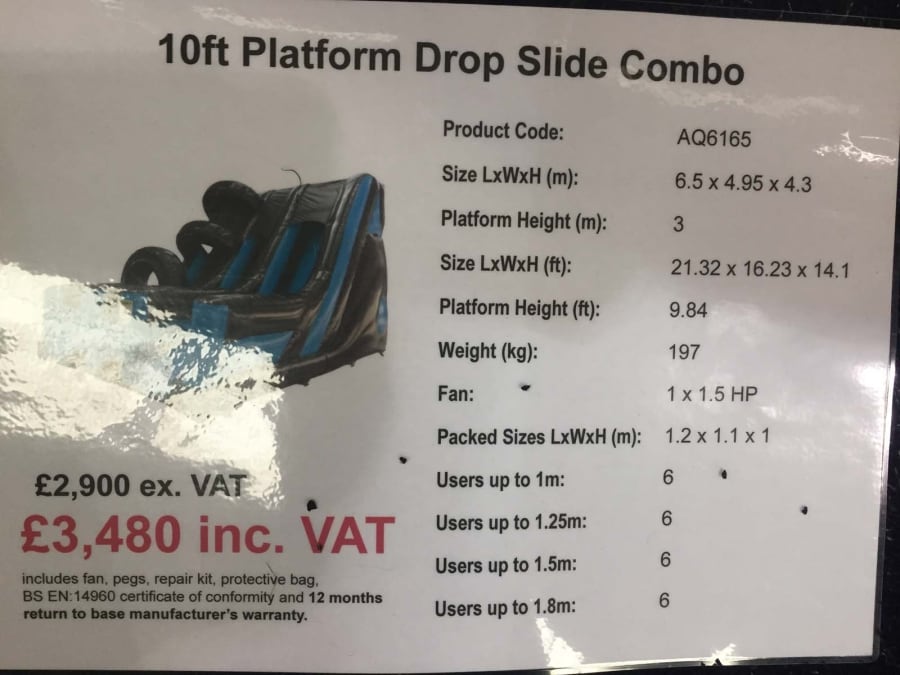 10ft Platform Drop Slide Combo
Product Code: AQ6165
Size LxWxH (m): 6.5 x 4.95 x 4.3
Platform Height (m): 3
Size LxWxH (ft): 21.32 x 16.23 x 14.1
Platform Height (ft): 9.84
Weight (kg): 197
Fan: 1 x 1.5 HP
Packed Sizes LxWxH (m): 1.2 x 1.1 x 1
Users up to 1m: 6
Users up to 1.25m: 6
Users up to 1.5m: 6
Users up to 1.8m: 6
£2,900 ex. VAT
£3,480 inc. VAT
includes fan, pegs, repair kit, protective bag,
BS EN:14960 certificate of conformity and 12 months
return to base manufacturer's warranty.